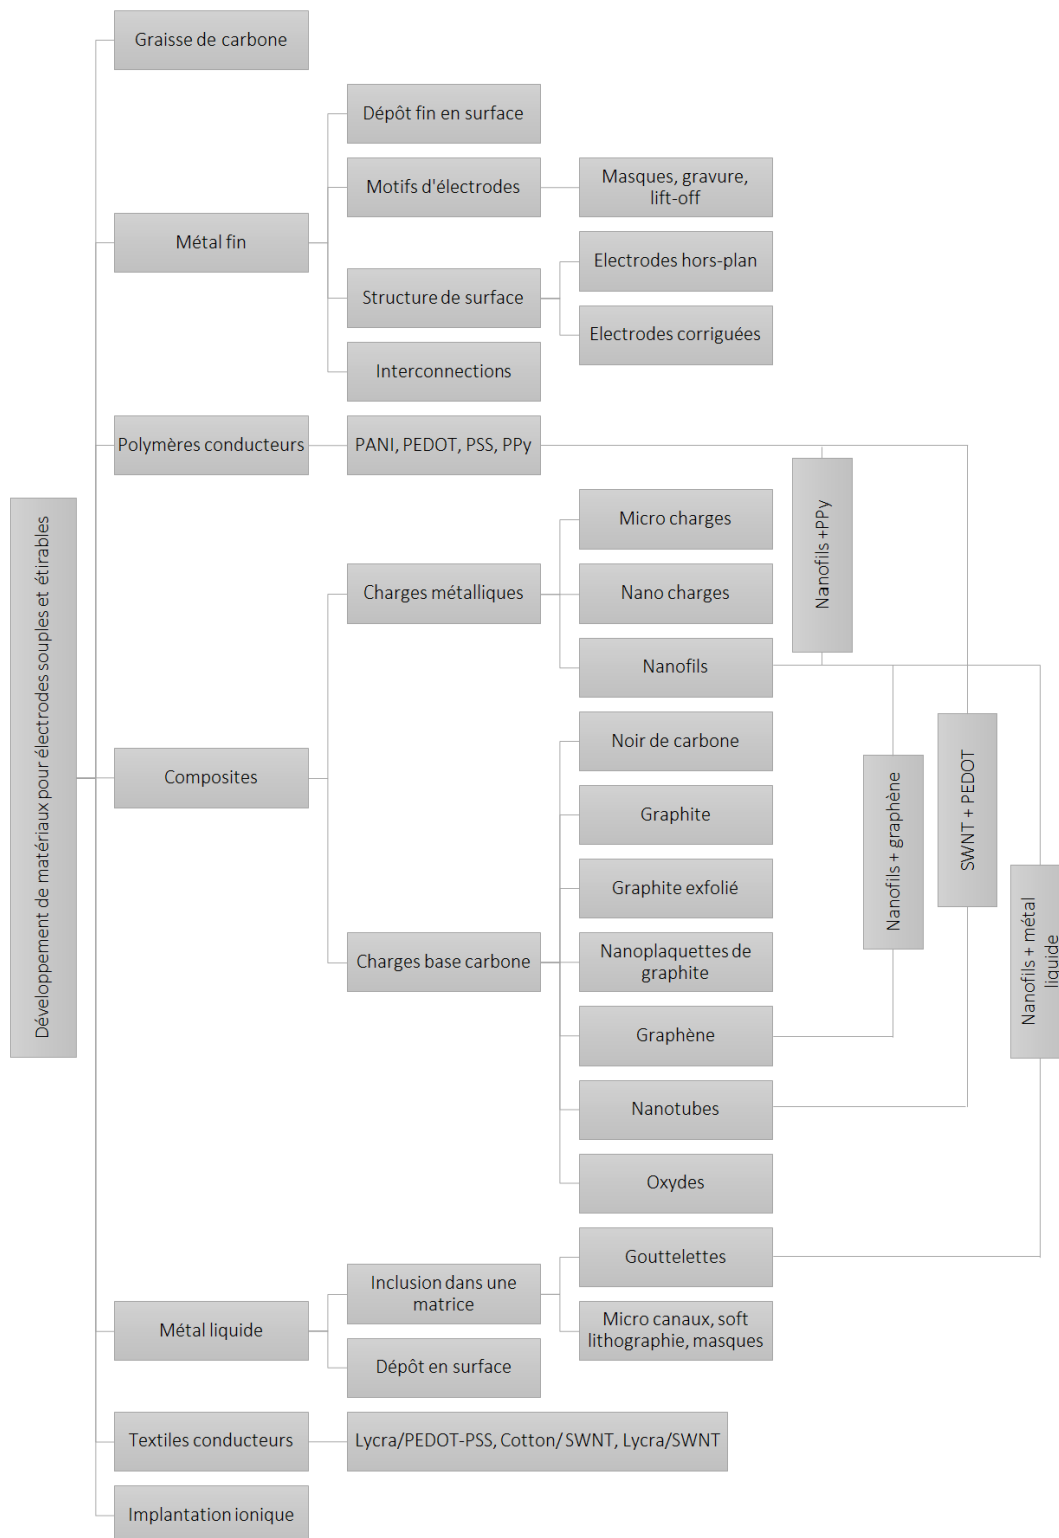 Développement de matériaux pour électrodes souples et étirables
Graisse de carbone
Métal fin
Dépôt fin en surface
Motifs d'électrodes
Masques, gravure,
lift-off
Structure de surface
Electrodes hors-plan
Electrodes corriguées
Interconnections
Polymères conducteurs
PANI, PEDOT, PSS, PPy
Composites
Charges métalliques
Micro charges
Nano charges
Nanofils
Charges base carbone
Noir de carbone
Graphite
Graphite exfolié
Nanoplaquettes de
graphite
Graphène
Nanotubes
Oxydes
Nanofils +PPy
Nanofils + graphène
SWNT + PEDOT
Nanofils + métal
liquide
Métal liquide
Inclusion dans une
matrice
Gouttelettes
Micro canaux, soft
lithographie, masques
Dépôt en surface
Textiles conducteurs
Lycra/PEDOT-PSS, Cotton/ SWNT, Lycra/SWNT
Implantation ionique